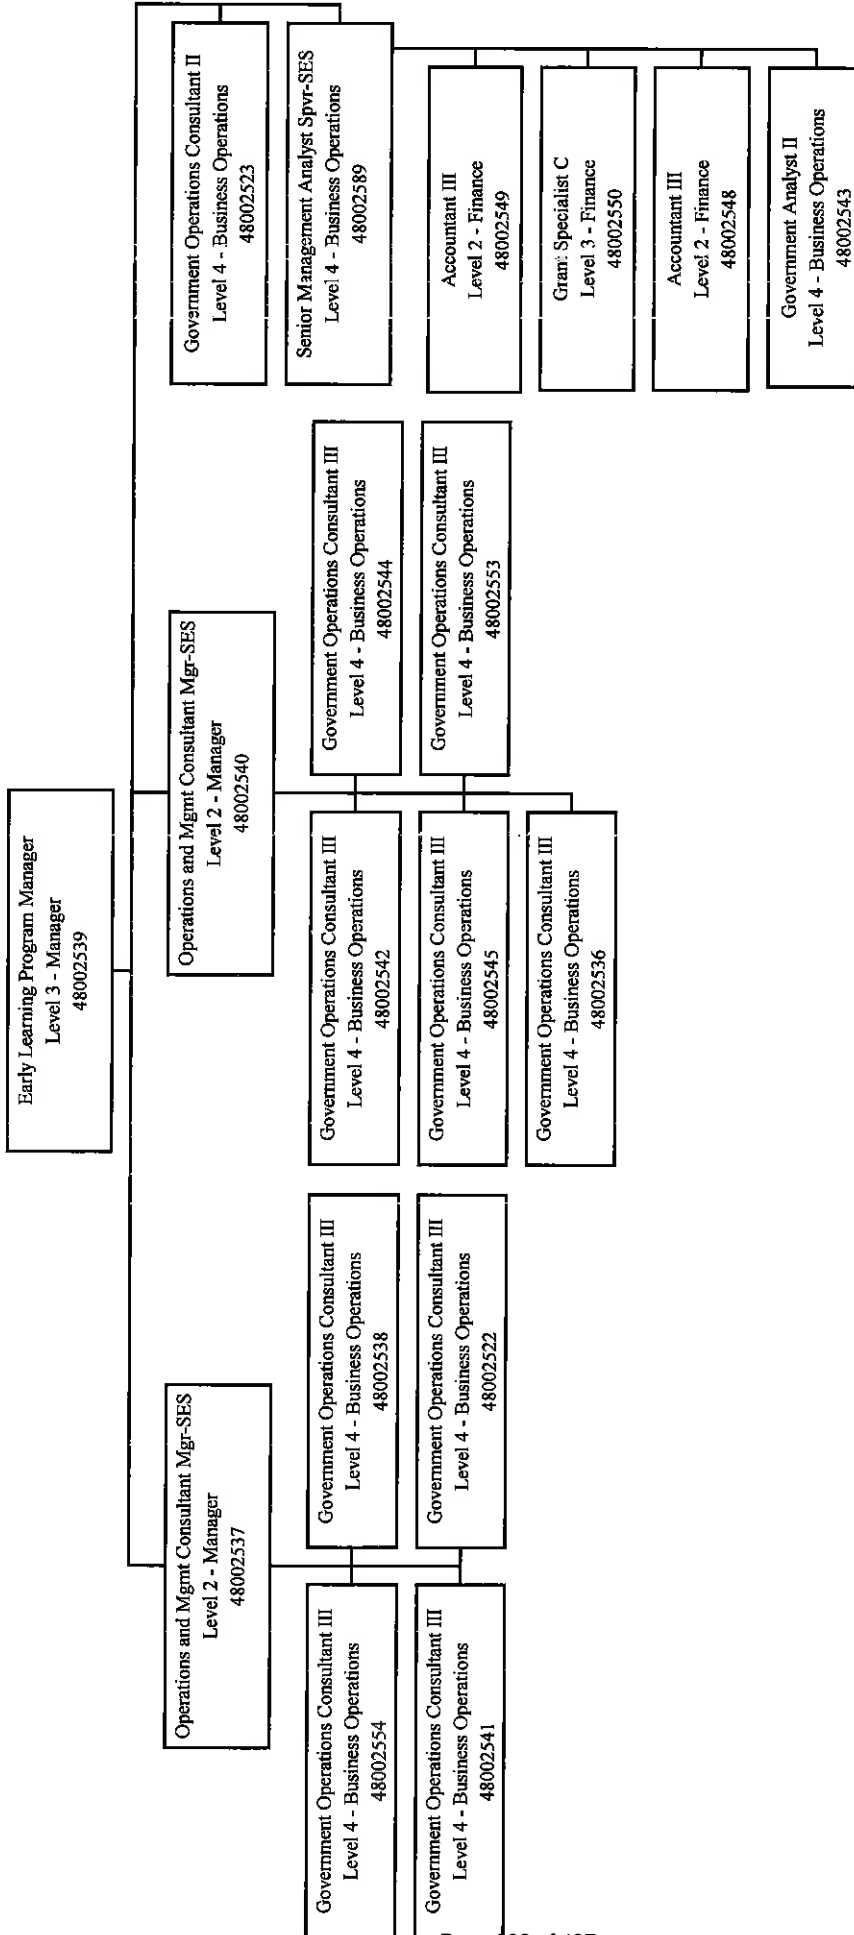 Early Learning Program Manager
Level 3 - Manager
48002539
Operations and Mgmt Consultant Mgr-SES
Level 2 - Manager
48002537
Government Operations Consultant III
Level 4 - Business Operations
48002554
Government Operations Consultant III
Level 4 - Business Operations
48002538
Government Operations Consultant III
Level 4 - Business Operations
48002541
Government Operations Consultant III
Level 4 - Business Operations
48002522
Operations and Mgmt Consultant Mgr-SES
Level 2 - Manager
48002540
Government Operations Consultant III
Level 4 - Business Operations
48002542
Government Operations Consultant III
Level 4 - Business Operations
48002544
Government Operations Consultant III
Level 4 - Business Operations
48002545
Government Operations Consultant III
Level 4 - Business Operations
48002553
Government Operations Consultant III
Level 4 - Business Operations
48002536
Government Operations Consultant II
Level 4 - Business Operations
48002523
Senior Management Analyst Spvr-SES
Level 4 - Business Operations
48002589
Accountant III
Level 2 - Finance
48002549
Grant Specialist C
Level 3 - Finance
48002550
Accountant III
Level 2 - Finance
48002548
Government Analyst II
Level 4 - Business Operations
48002543